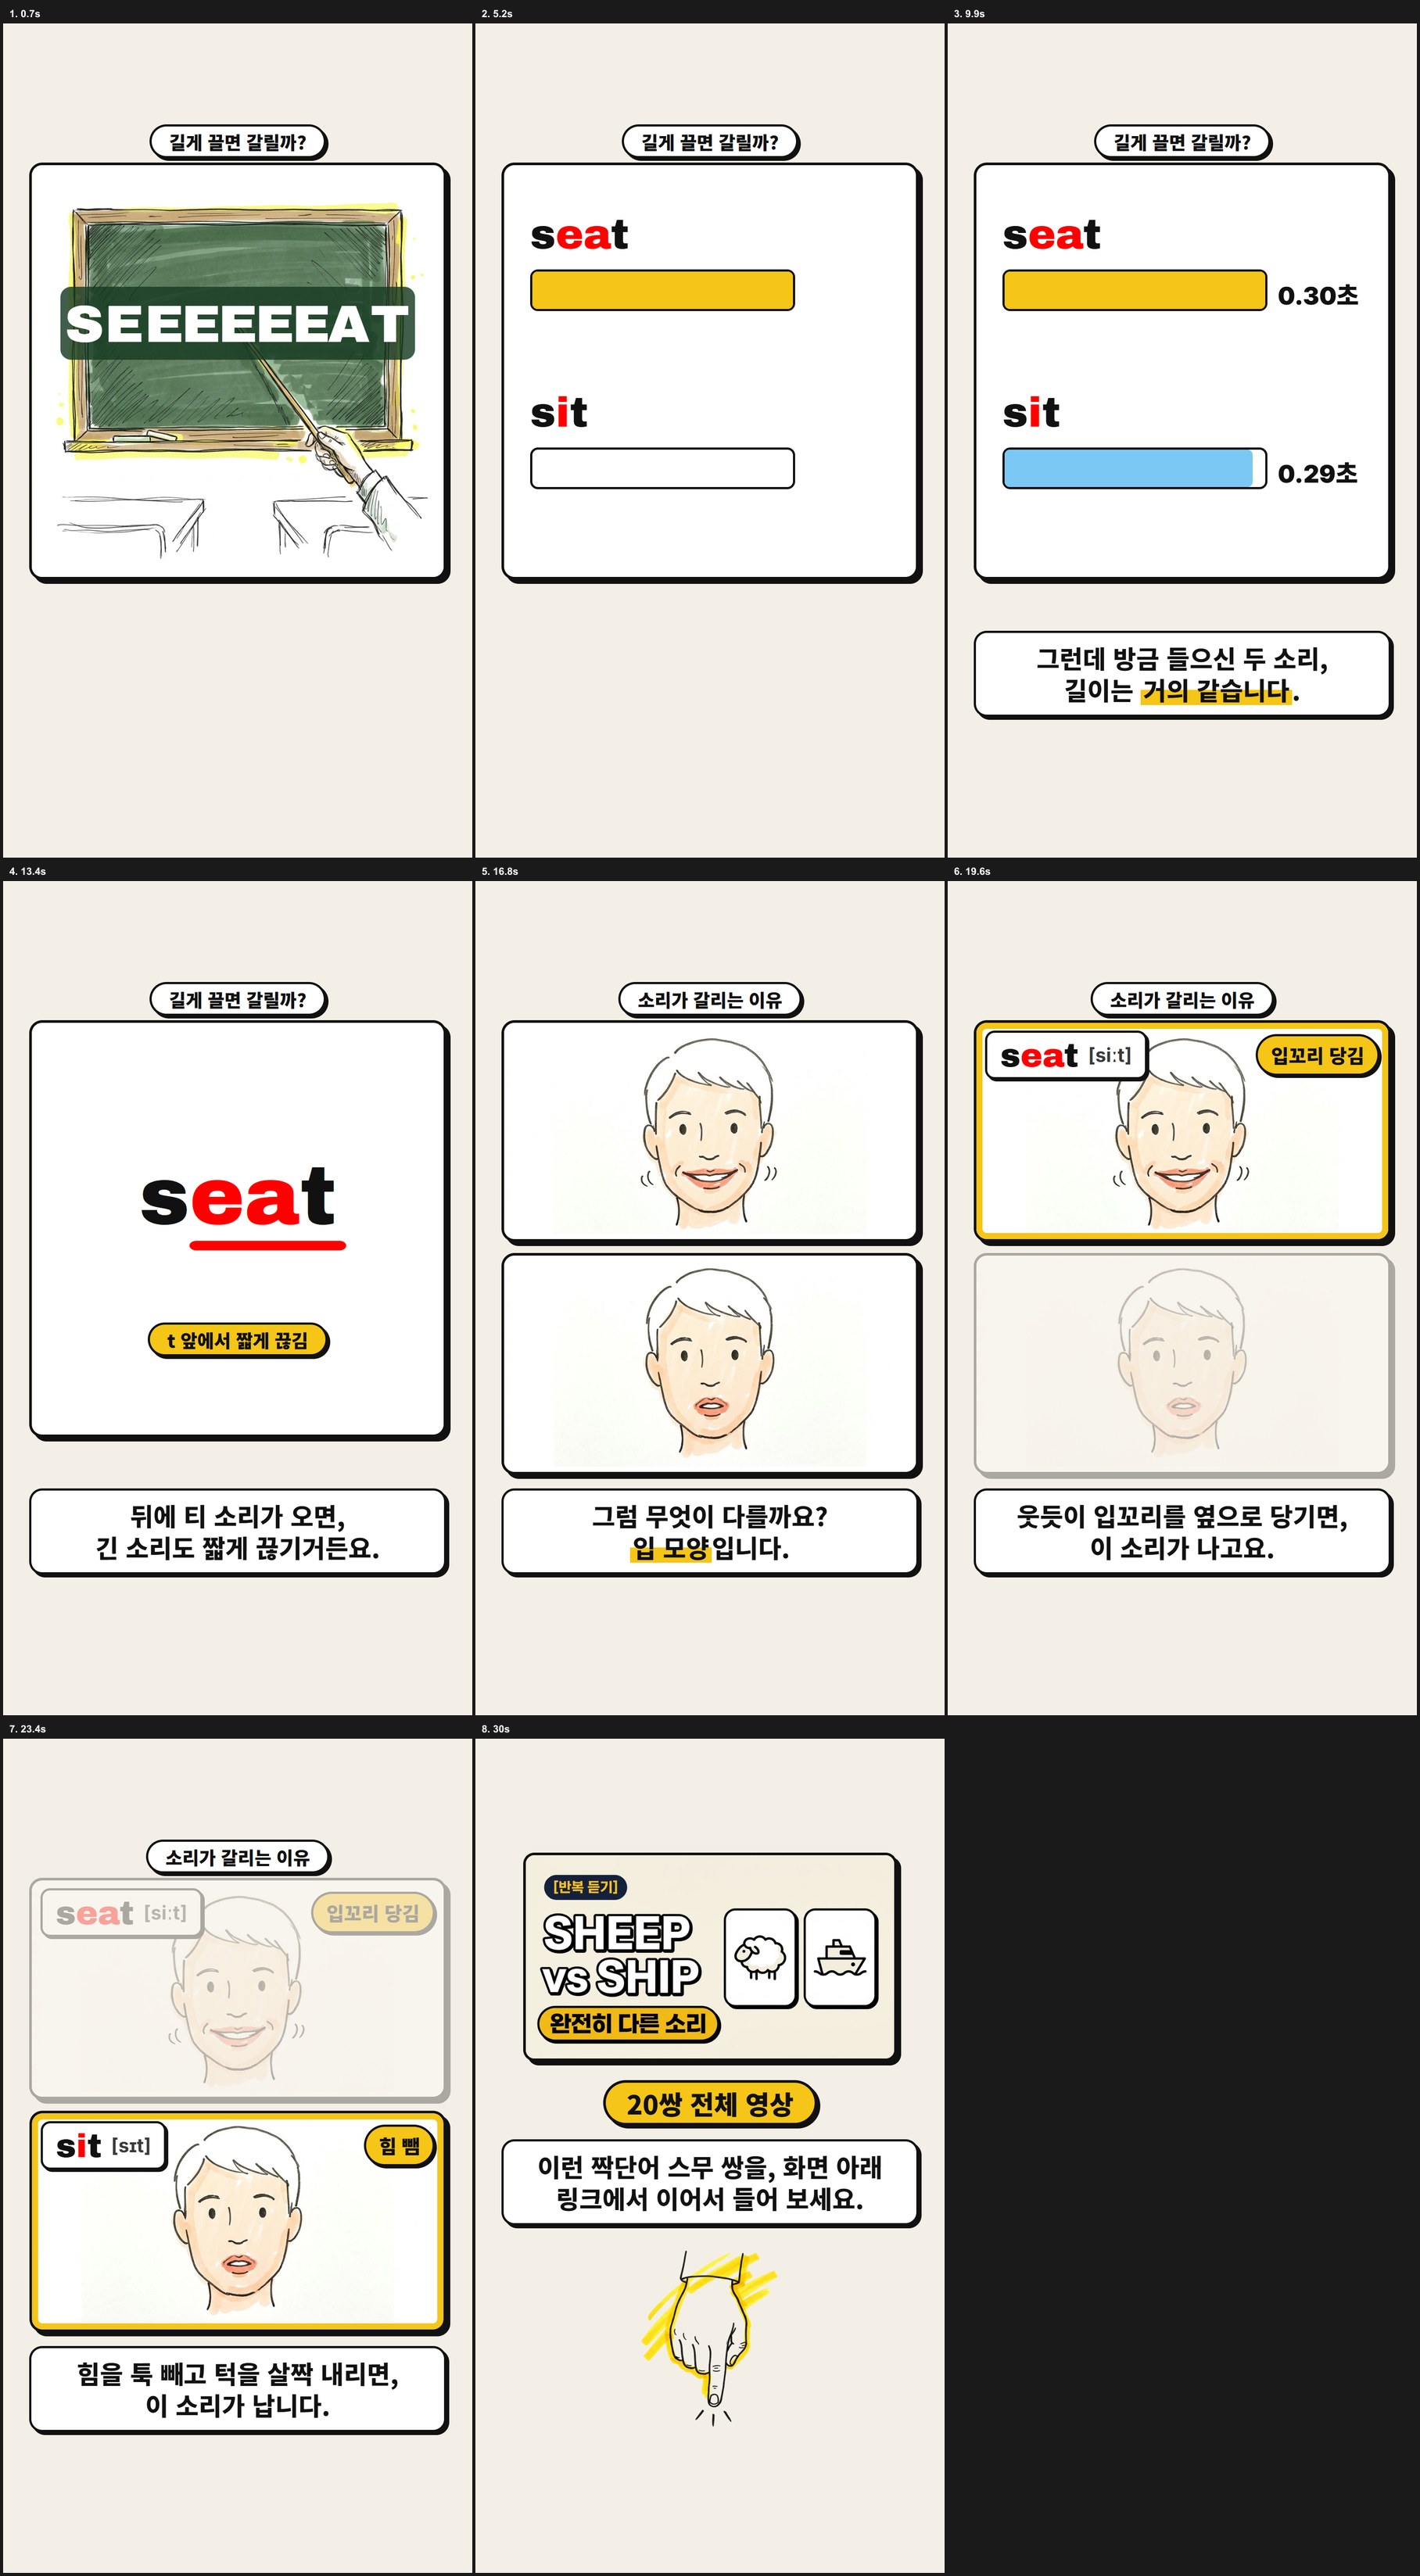 1. 0.7s
길게 끌면 갈릴까?
SEEEEEEAT
2. 5.2s
길게 끌면 갈릴까?
seat
sit
3. 9.9s
길게 끌면 갈릴까?
seat
0.30초
sit
0.29초
그런데 방금 들으신 두 소리,
길이는 거의 같습니다.
4. 13.4s
길게 끌면 갈릴까?
seat
t 앞에서 짧게 끊김
뒤에 티 소리가 오면,
긴 소리도 짧게 끊기거든요.
5. 16.8s
소리가 갈리는 이유
그럼 무엇이 다를까요?
입 모양입니다.
6. 19.6s
소리가 갈리는 이유
seat [siːt]
입꼬리 당김
웃듯이 입꼬리를 옆으로 당기면,
이 소리가 나고요.
7. 23.4s
소리가 갈리는 이유
seat [siːt]
입꼬리 당김
sit [sɪt]
힘 뺌
힘을 툭 빼고 턱을 살짝 내리면,
이 소리가 납니다.
8. 30s
[반복 듣기]
SHEEP
vs SHIP
완전히 다른 소리
20쌍 전체 영상
이런 짝단어 스무 쌍을, 화면 아래
링크에서 이어서 들어 보세요.